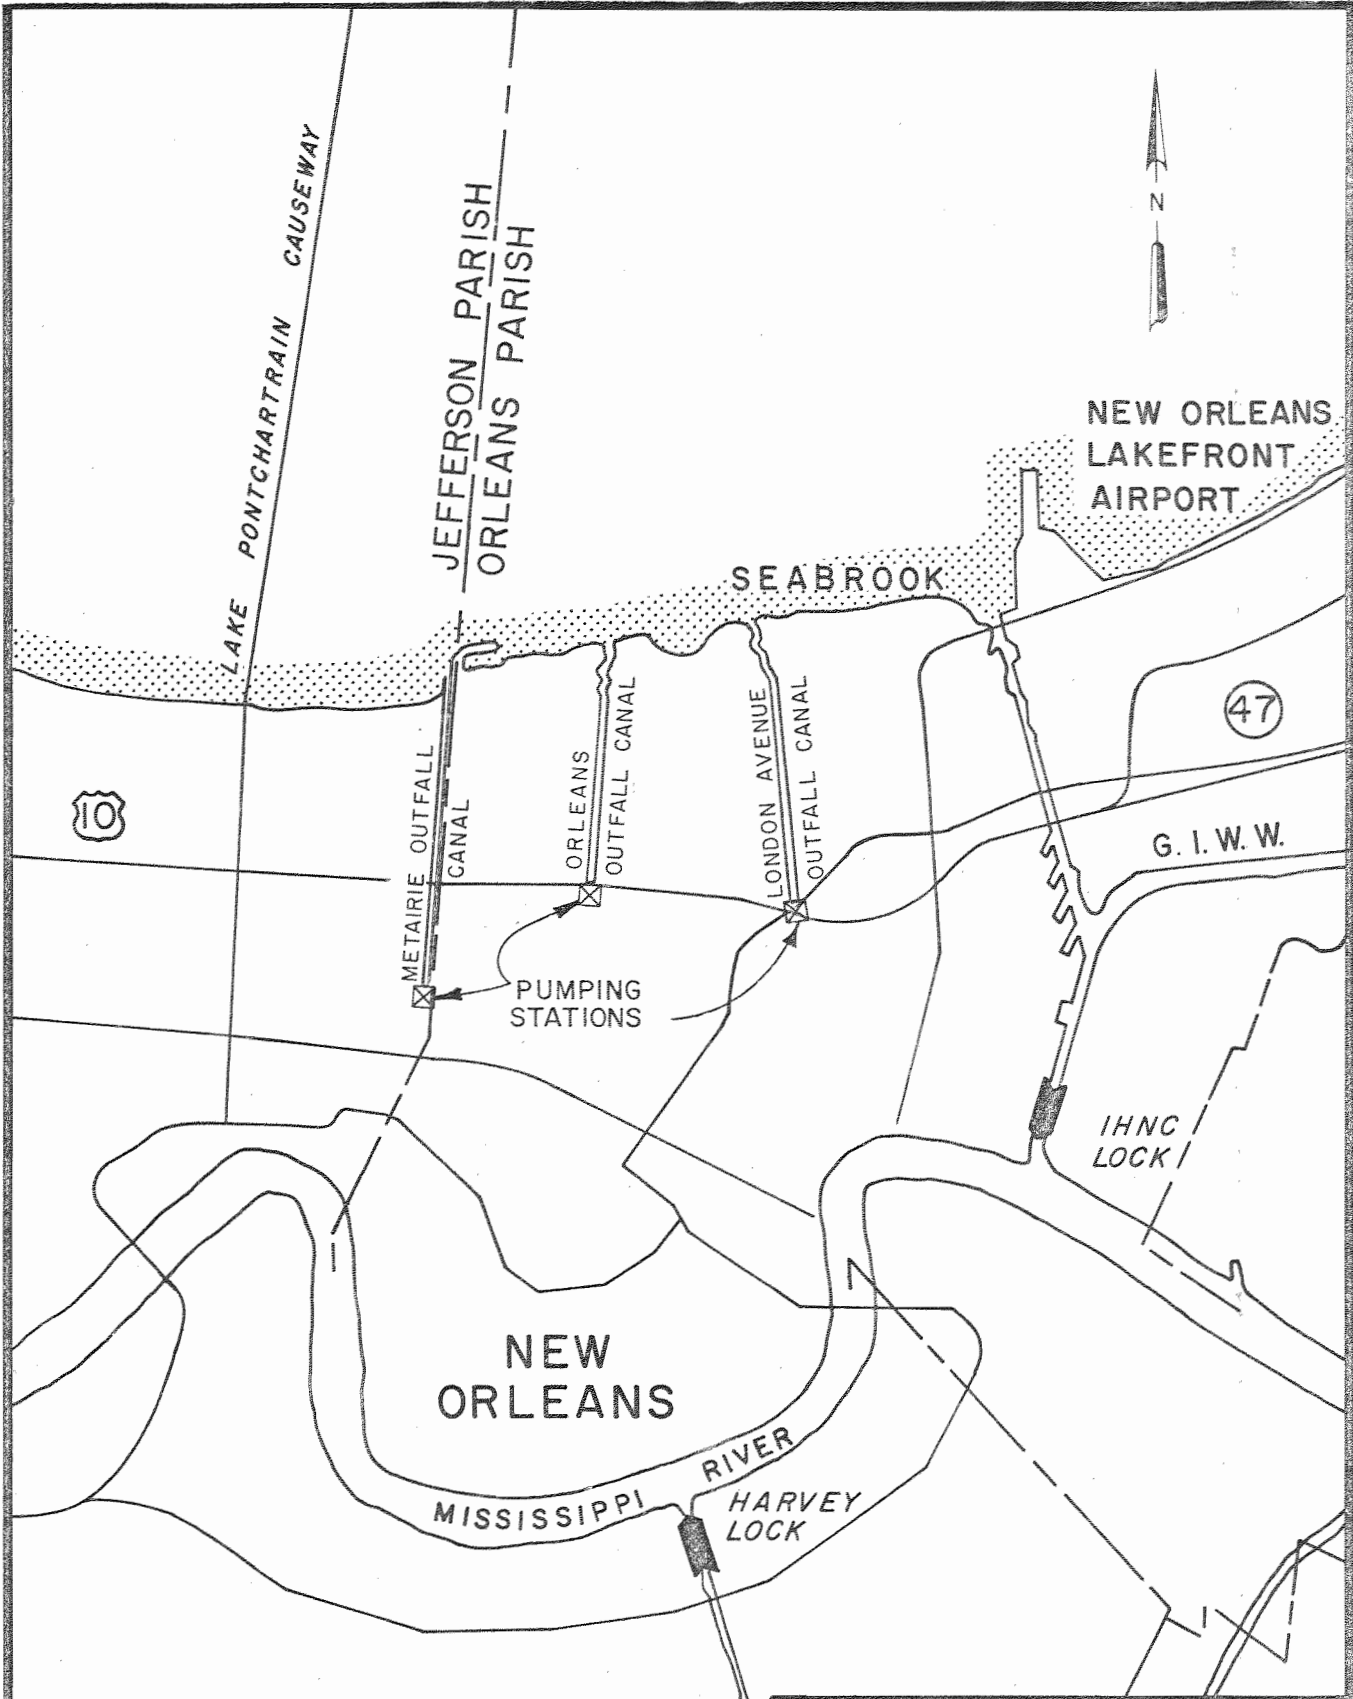 LAKE PONTCHARTRAIN CAUSEWAY
JEFFERSON PARISH
ORLEANS PARISH
N
NEW ORLEANS
LAKEFRONT
AIRPORT
SEABROOK
47
10
METAIRIE OUTFALL
CANAL
ORLEANS
OUTFALL CANAL
LONDON AVENUE
OUTFALL CANAL
G. I. W. W.
PUMPING
STATIONS
IHNC
LOCK
NEW
ORLEANS
MISSISSIPPI RIVER
HARVEY
LOCK